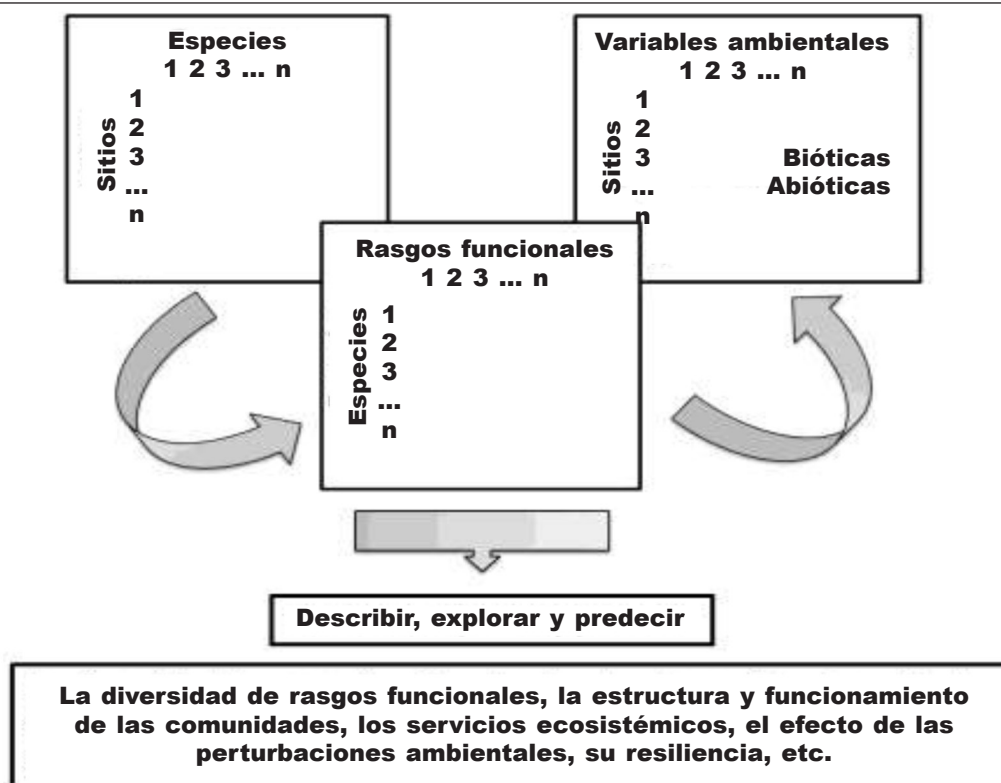 Especies
1 2 3 ... n
Sitios
1
2
3
...
n
Variables ambientales
1 2 3 ... n
Sitios
1
2
3
...
n
Bióticas
Abióticas
Rasgos funcionales
1 2 3 ... n
Especies
1
2
3
...
n
Describir, explorar y predecir
La diversidad de rasgos funcionales, la estructura y funcionamiento
de las comunidades, los servicios ecosistémicos, el efecto de las
perturbaciones ambientales, su resiliencia, etc.